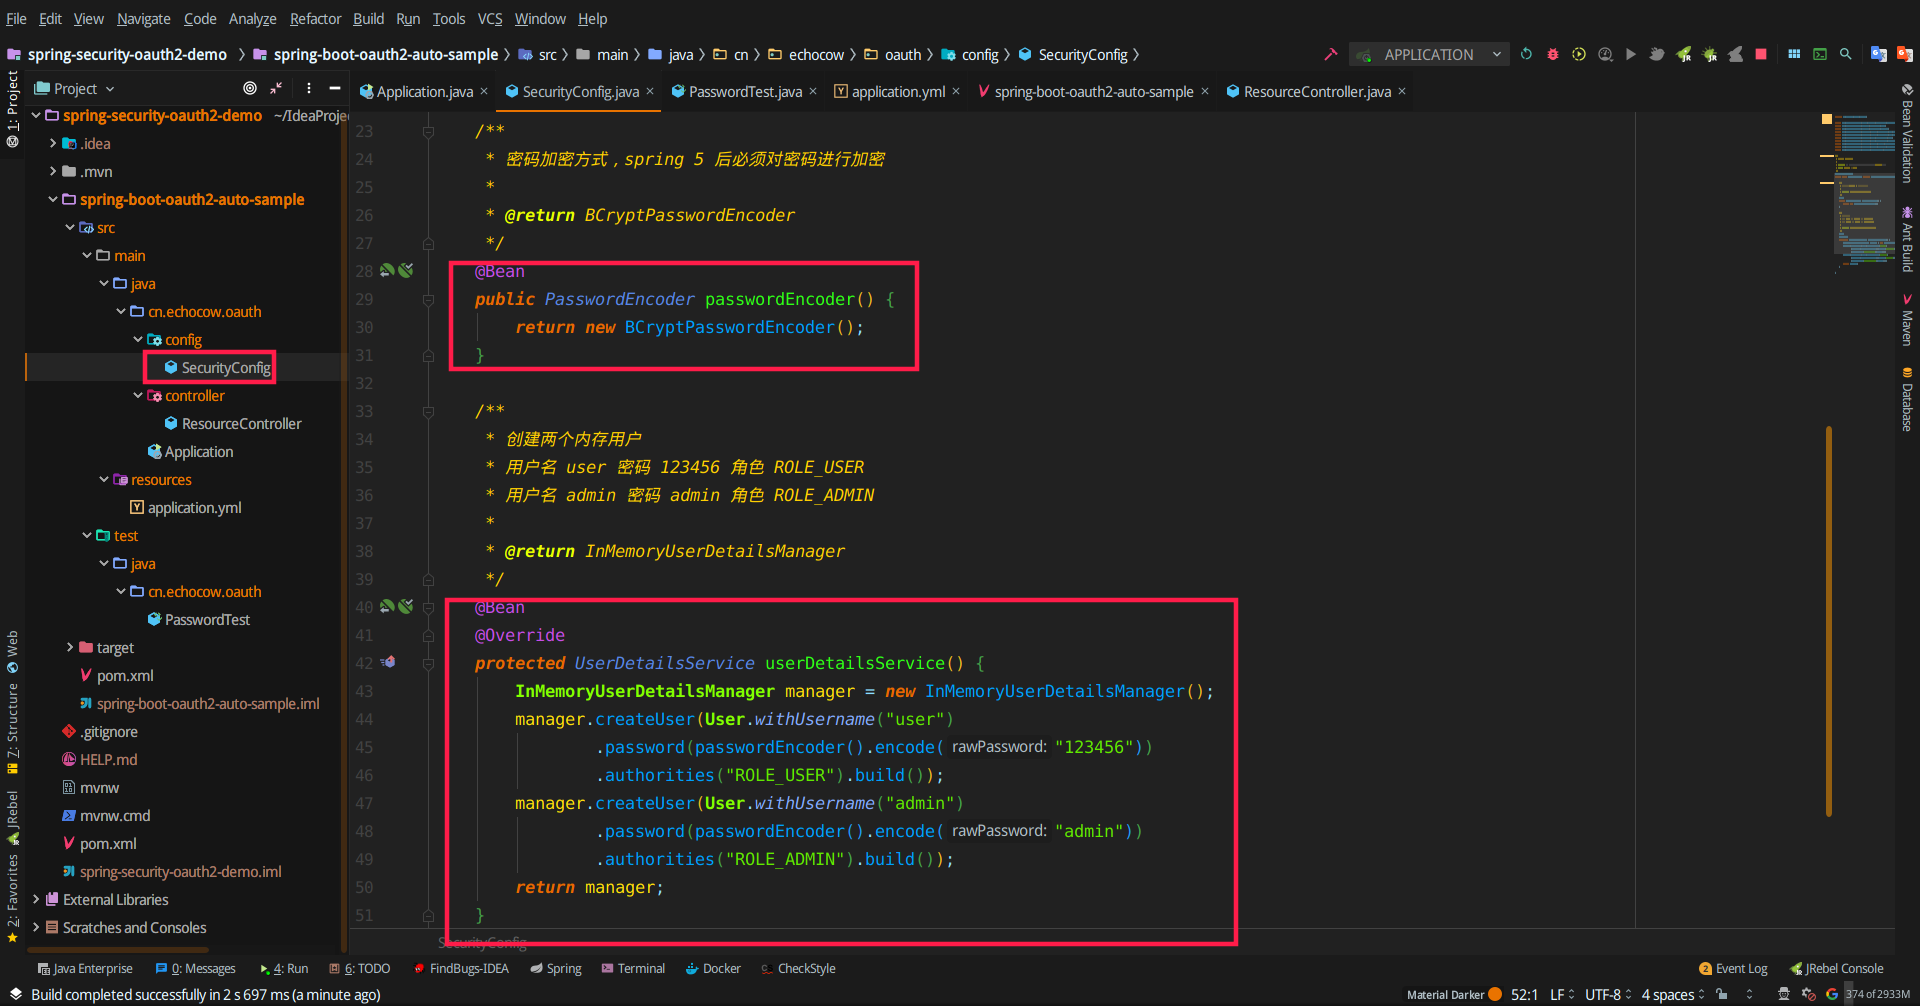 File Edit View Navigate Code Analyze Refactor Build Run Tools VCS Window Help
spring-security-oauth2-demo spring-boot-oauth2-auto-sample src main java cn echocow oauth config SecurityConfig APPLICATION
Project
Application.java SecurityConfig.java PasswordTest.java application.yml spring-boot-oauth2-auto-sample ResourceController.java
1: Project
7: Structure
Web
JRebel
2: Favorites
spring-security-oauth2-demo ~/IdeaProje
.idea
.mvn
spring-boot-oauth2-auto-sample
src
main
java
cn.echocow.oauth
config
SecurityConfig
controller
ResourceController
Application
resources
application.yml
test
java
cn.echocow.oauth
PasswordTest
target
pom.xml
spring-boot-oauth2-auto-sample.iml
.gitignore
HELP.md
mvnw
mvnw.cmd
pom.xml
spring-security-oauth2-demo.iml
External Libraries
Scratches and Consoles
23 /**
24 * 密码加密方式，spring 5 后必须对密码进行加密
25 *
26 * @return BCryptPasswordEncoder
27 */
28 @Bean
29 public PasswordEncoder passwordEncoder() {
30 return new BCryptPasswordEncoder();
31 }
32
33 /**
34 * 创建两个内存用户
35 * 用户名 user 密码 123456 角色 ROLE_USER
36 * 用户名 admin 密码 admin 角色 ROLE_ADMIN
37 *
38 * @return InMemoryUserDetailsManager
39 */
40 @Bean
41 @Override
42 protected UserDetailsService userDetailsService() {
43 InMemoryUserDetailsManager manager = new InMemoryUserDetailsManager();
44 manager.createUser(User.withUsername("user")
45 .password(passwordEncoder().encode( rawPassword: "123456"))
46 .authorities("ROLE_USER").build());
47 manager.createUser(User.withUsername("admin")
48 .password(passwordEncoder().encode( rawPassword: "admin"))
49 .authorities("ROLE_ADMIN").build());
50 return manager;
51 }
SecurityConfig
Bean Validation
Ant Build
Maven
Database
Java Enterprise 0: Messages 4: Run 6: TODO FindBugs-IDEA Spring Terminal Docker CheckStyle 2 Event Log JRebel Console
Build completed successfully in 2 s 697 ms (a minute ago) Material Darker 52:1 LF UTF-8 4 spaces 374 of 2933M